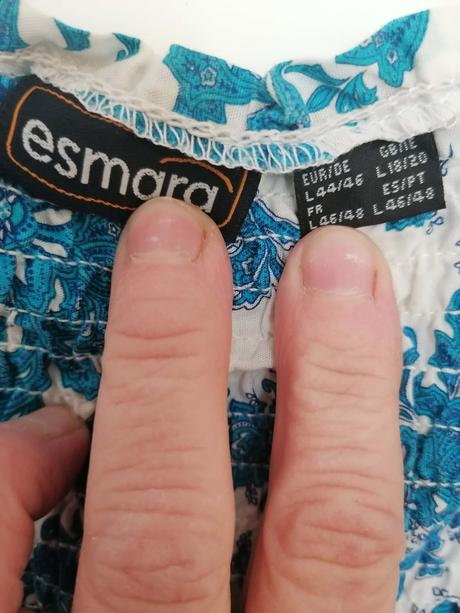 esmara
EUR/DE GB/IE
L44/46 L18/20
FR ES/PT
L46/48 L46/48